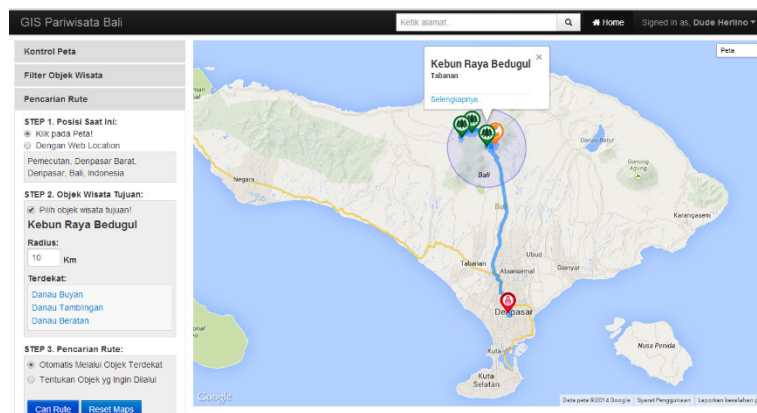 GIS Pariwisata Bali
Ketik alamat..
Home
Signed in as, Dude Herlino
Kontrol Peta
Filter Objek Wisata
Pencarian Rute
STEP 1. Posisi Saat Ini:
Klik pada Peta!
Dengan Web Location
Pemecutan, Denpasar Barat,
Denpasar, Bali, Indonesia
STEP 2. Objek Wisata Tujuan:
Pilih objek wisata tujuan!
Kebun Raya Bedugul
Radius:
10 Km
Terdekat:
Danau Buyan
Danau Tamblingan
Danau Beratan
STEP 3. Pencarian Rute:
Otomatis Melalui Objek Terdekat
Tentukan Objek yg Ingin Dilalui
Cari Rute
Reset Maps
Peta
Kebun Raya Bedugul
Tabanan
Selengkapnya..
Danau Batur
Gunung
Agung
Negara
Bali
Bali
Karangasem
Ubud
Tabanan
Abiansemal
Gianyar
Denpasar
Nusa Penida
Kuta
Kuta
Selatan
Google
Data peta ©2014 Google
Syarat Penggunaan
Laporkan kesalahan